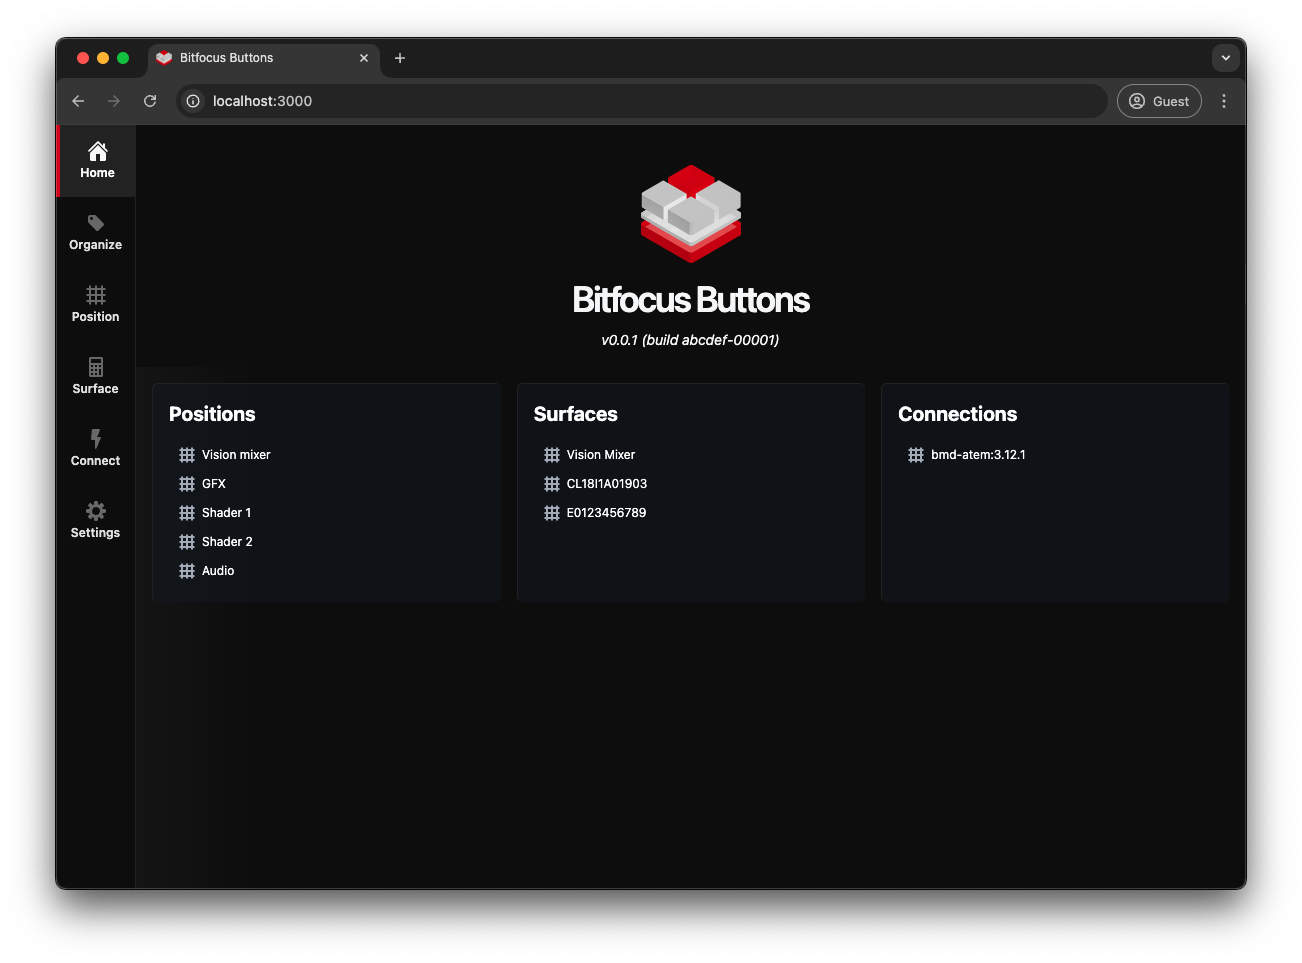 Bitfocus Buttons
localhost:3000
Guest
Home
Organize
Position
Surface
Connect
Settings
Bitfocus Buttons
v0.0.1 (build abcdef-00001)
Positions
Vision mixer
GFX
Shader 1
Shader 2
Audio
Surfaces
Vision Mixer
CL18I1A01903
E0123456789
Connections
bmd-atem:3.12.1